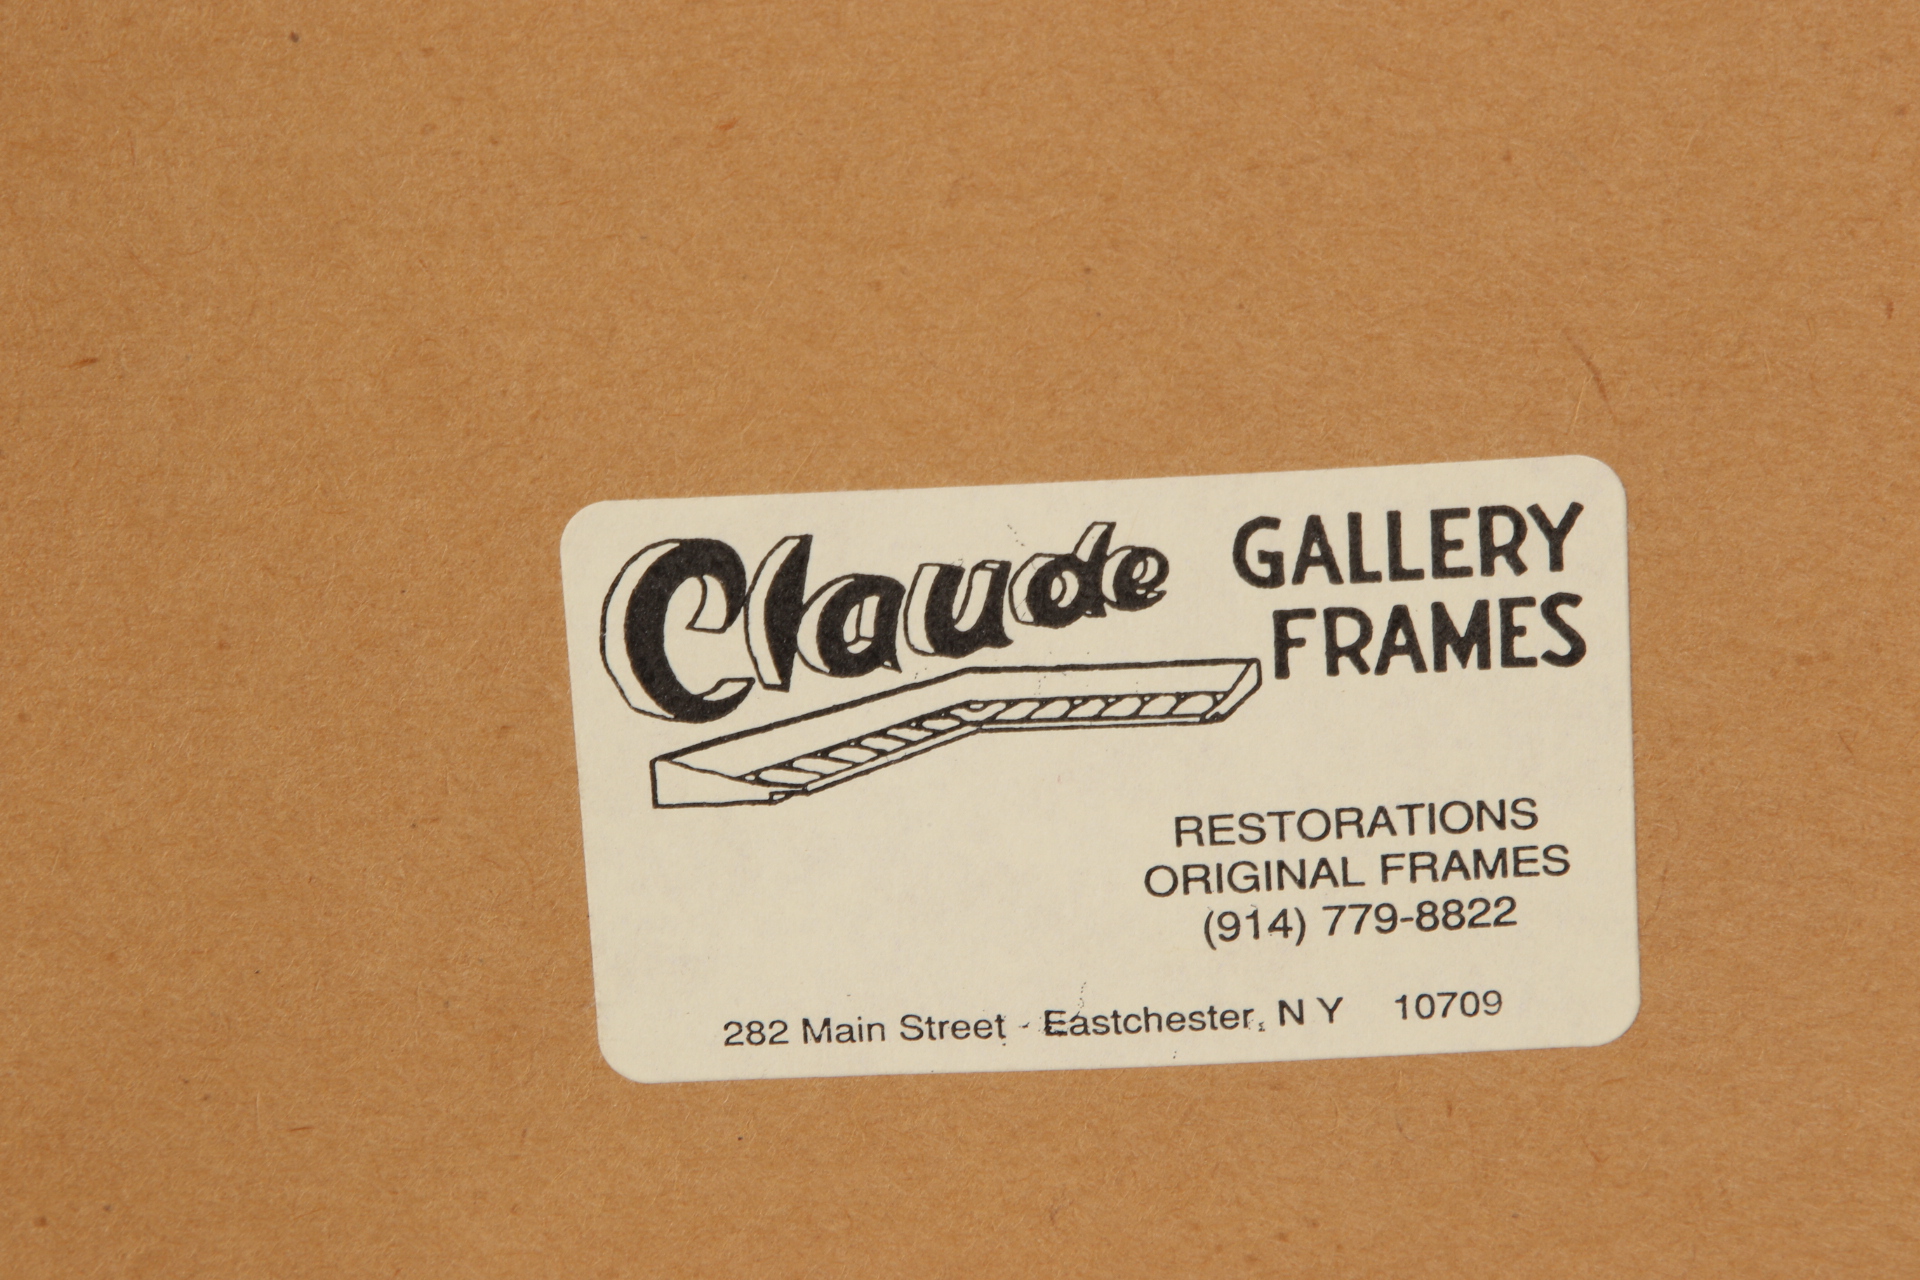 Claude GALLERY
FRAMES
RESTORATIONS
ORIGINAL FRAMES
(914) 779-8822
282 Main Street - Eastchester, N Y 10709